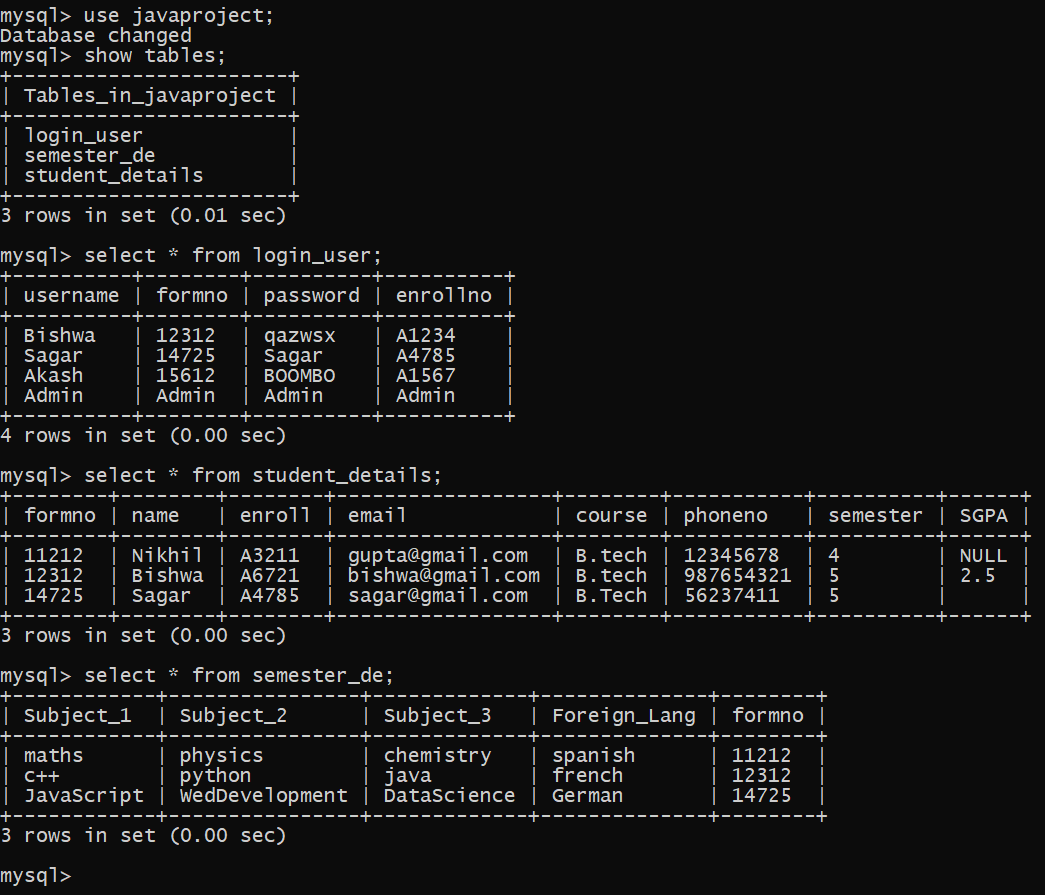 mysql> use javaproject;
Database changed
mysql> show tables;
+-----------------------+
| Tables_in_javaproject |
+-----------------------+
| login_user            |
| semester_de           |
| student_details       |
+-----------------------+
3 rows in set (0.01 sec)

mysql> select * from login_user;
+----------+--------+----------+----------+
| username | formno | password | enrollno |
+----------+--------+----------+----------+
| Bishwa   | 12312  | qazwsx   | A1234    |
| Sagar    | 14725  | Sagar    | A4785    |
| Akash    | 15612  | BOOMBO   | A1567    |
| Admin    | Admin  | Admin    | Admin    |
+----------+--------+----------+----------+
4 rows in set (0.00 sec)

mysql> select * from student_details;
+--------+--------+--------+------------------+--------+-----------+----------+------+
| formno | name   | enroll | email            | course | phoneno   | semester | SGPA |
+--------+--------+--------+------------------+--------+-----------+----------+------+
| 11212  | Nikhil | A3211  | gupta@gmail.com  | B.tech | 12345678  | 4        | NULL |
| 12312  | Bishwa | A6721  | bishwa@gmail.com | B.tech | 987654321 | 5        | 2.5  |
| 14725  | Sagar  | A4785  | sagar@gmail.com  | B.Tech | 56237411  | 5        |      |
+--------+--------+--------+------------------+--------+-----------+----------+------+
3 rows in set (0.00 sec)

mysql> select * from semester_de;
+------------+----------------+-------------+--------------+--------+
| Subject_1  | Subject_2      | Subject_3   | Foreign_Lang | formno |
+------------+----------------+-------------+--------------+--------+
| maths      | physics        | chemistry   | spanish      | 11212  |
| c++        | python         | java        | french       | 12312  |
| JavaScript | WedDevelopment | DataScience | German       | 14725  |
+------------+----------------+-------------+--------------+--------+
3 rows in set (0.00 sec)

mysql>